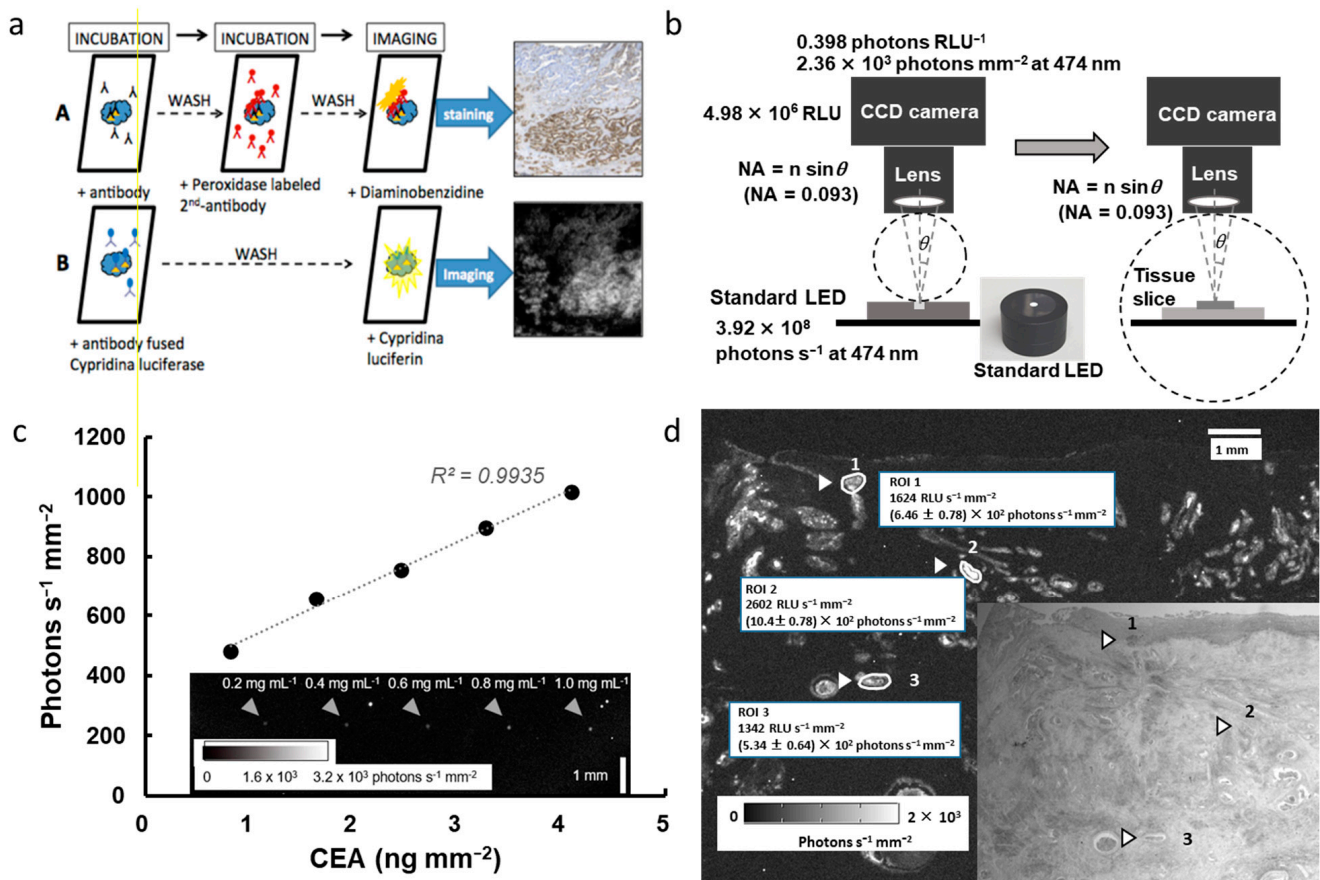 a
INCUBATION
INCUBATION
IMAGING
A
WASH
WASH
staining
+ antibody
+ Peroxidase labeled
2nd-antibody
+ Diaminobenzidine
B
WASH
Imaging
+ antibody fused
Cypridina luciferase
+ Cypridina
luciferin
b
0.398 photons RLU⁻¹
2.36 × 10³ photons mm⁻² at 474 nm
4.98 × 10⁶ RLU
CCD camera
CCD camera
NA = n sinθ
(NA = 0.093)
Lens
NA = n sinθ
(NA = 0.093)
Lens
θ
θ
Standard LED
3.92 × 10⁸
photons s⁻¹ at 474 nm
Standard LED
Tissue
slice
c
Photons s⁻¹ mm⁻²
1200
1000
800
600
400
200
0
R² = 0.9935
0.2 mg mL⁻¹ 0.4 mg mL⁻¹ 0.6 mg mL⁻¹ 0.8 mg mL⁻¹ 1.0 mg mL⁻¹
0 1.6 x 10³ 3.2 x 10³ photons s⁻¹ mm⁻²
1 mm
0 1 2 3 4 5
CEA (ng mm⁻²)
d
1 mm
1
ROI 1
1624 RLU s⁻¹ mm⁻²
(6.46 ± 0.78) × 10² photons s⁻¹ mm⁻²
2
ROI 2
2602 RLU s⁻¹ mm⁻²
(10.4 ± 0.78) × 10² photons s⁻¹ mm⁻²
3
ROI 3
1342 RLU s⁻¹ mm⁻²
(5.34 ± 0.64) × 10² photons s⁻¹ mm⁻²
0
2 × 10³
Photons s⁻¹ mm⁻²
1
2
3